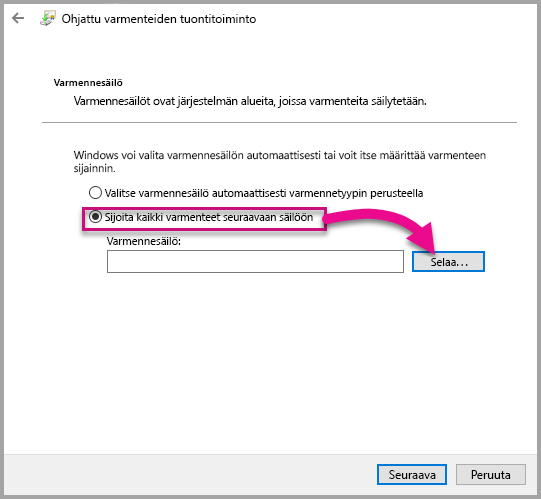 Ohjattu varmenteiden tuontitoiminto
Varmennesäilö
Varmennesäilöt ovat järjestelmän alueita, joissa varmenteita säilytetään.
Windows voi valita varmennesäilön automaattisesti tai voit itse määrittää varmenteen
sijainnin.
Valitse varmennesäilö automaattisesti varmennetyypin perusteella
Sijoita kaikki varmenteet seuraavaan säilöön
Varmennesäilö:
Selaa...
Seuraava
Peruuta